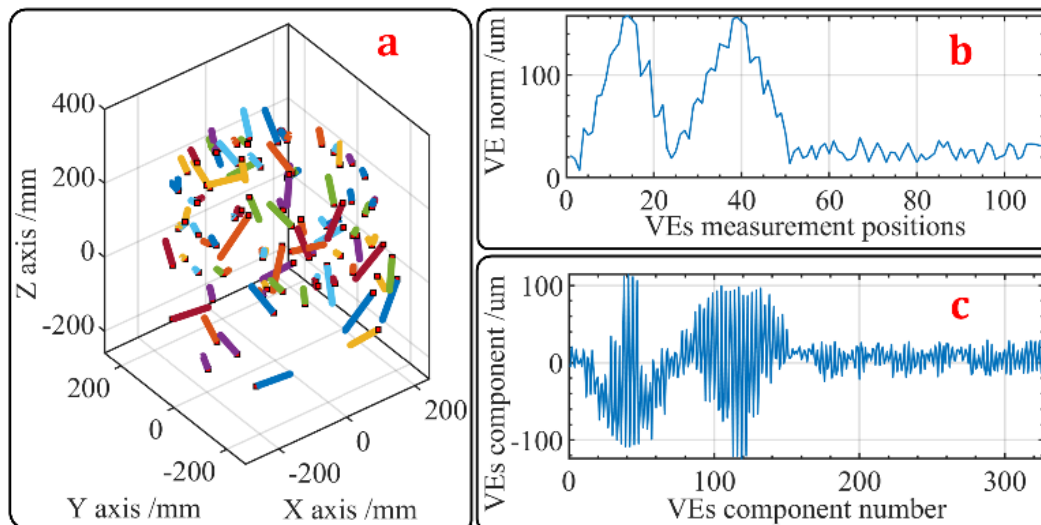 a
400
200
0
-200
Z axis /mm
200
0
-200
Y axis /mm
-200
0
200
X axis /mm
b
VE norm /um
100
0
0 20 40 60 80 100
VEs measurement positions
c
VEs component /um
100
0
-100
0 100 200 300
VEs component number